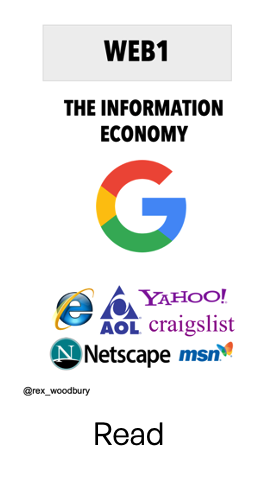 WEB1
THE INFORMATION
ECONOMY
G
e
AOL
YAHOO!
craigslist
N Netscape
msn
@rex_woodbury
Read